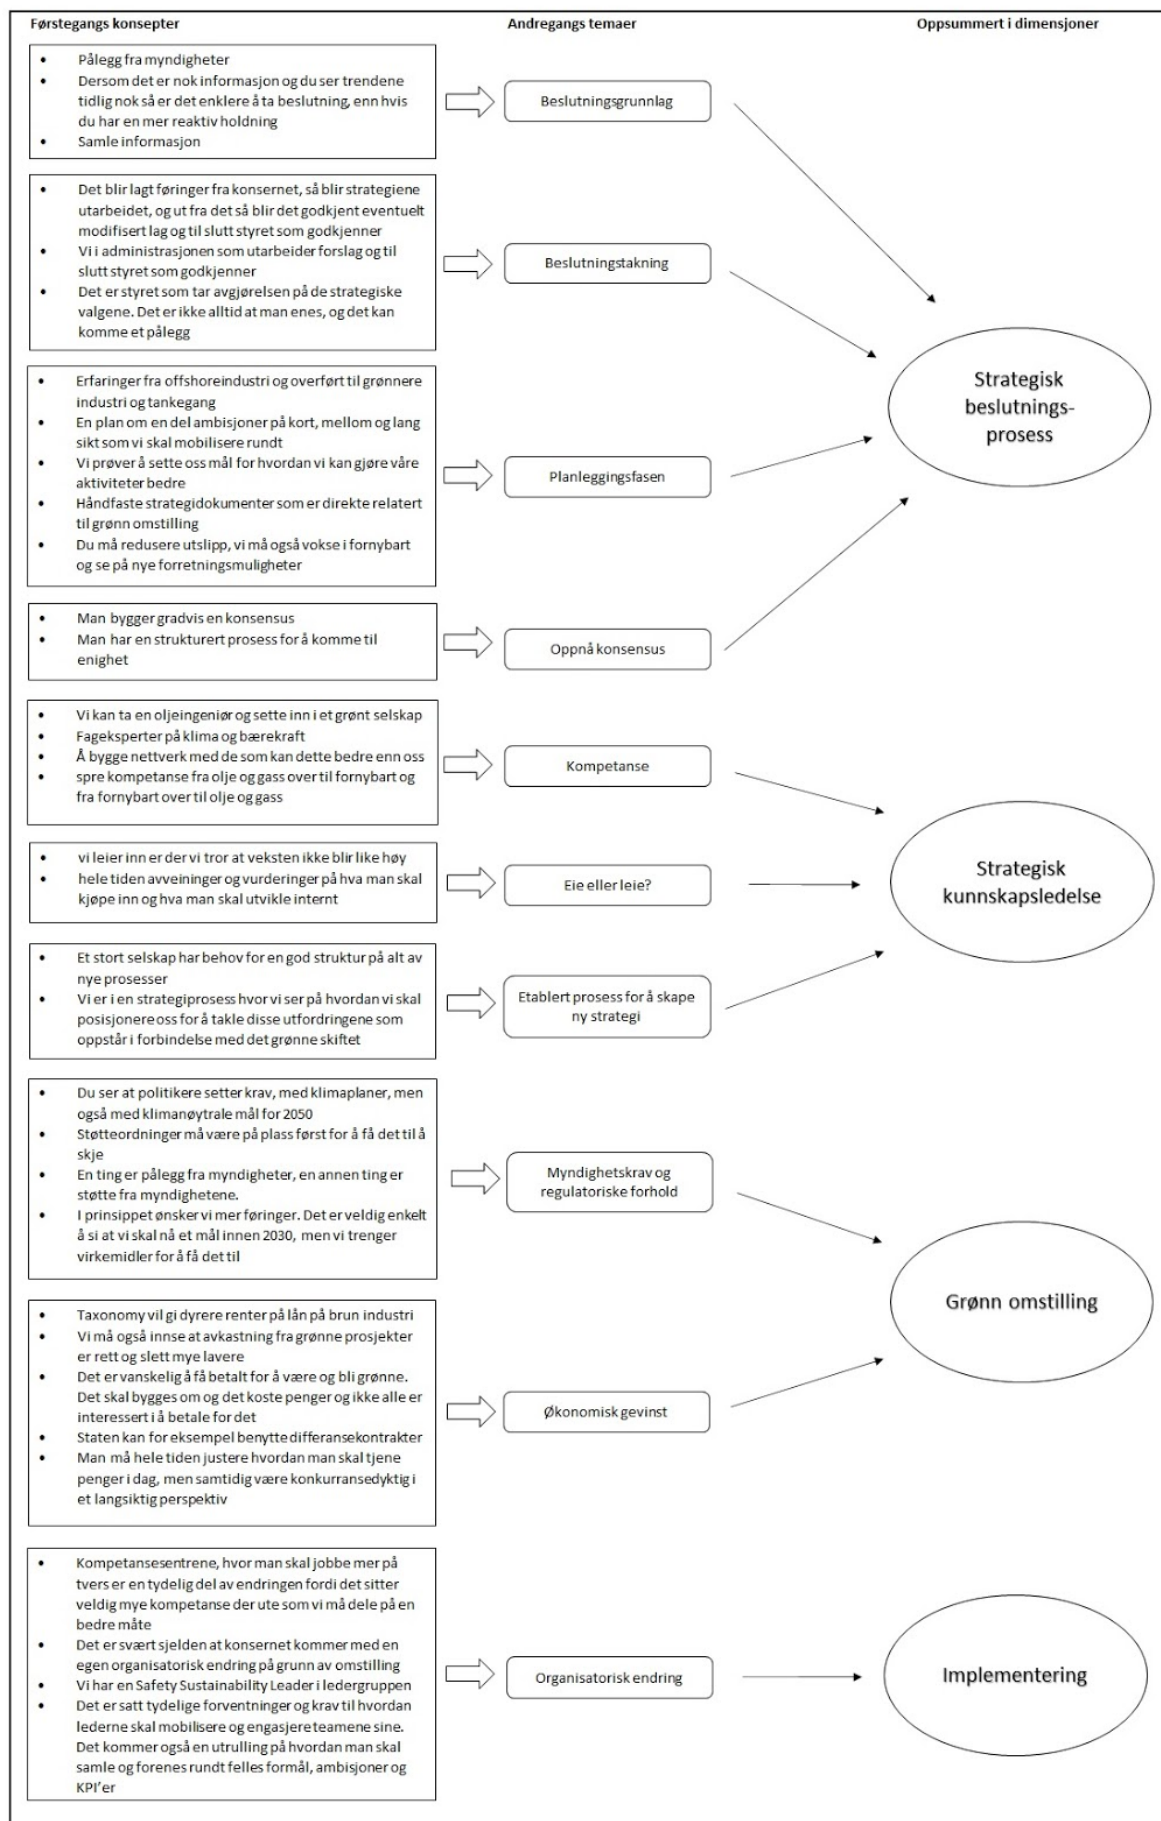 Førstegangs konsepter
Andregangs temaer
Oppsummert i dimensjoner
• Pålegg fra myndigheter
• Dersom det er nok informasjon og du ser trendene
tidlig nok så er det enklere å ta beslutning, enn hvis
du har en mer reaktiv holdning
• Samle informasjon
Beslutningsgrunnlag
• Det blir lagt føringer fra konsernet, så blir strategiene
utarbeidet, og ut fra det så blir det godkjent eventuelt
modifisert lag og til slutt styret som godkjenner
• Vi i administrasjonen som utarbeider forslag og til
slutt styret som godkjenner
• Det er styret som tar avgjørelsen på de strategiske
valgene. Det er ikke alltid at man enes, og det kan
komme et pålegg
Beslutningstakning
• Erfaringer fra offshoreindustri og overført til grønnere
industri og tankegang
• En plan om en del ambisjoner på kort, mellom og lang
sikt som vi skal mobilisere rundt
• Vi prøver å sette oss mål for hvordan vi kan gjøre våre
aktiviteter bedre
• Håndfaste strategidokumenter som er direkte relatert
til grønn omstilling
• Du må redusere utslipp, vi må også vokse i fornybart
og se på nye forretningsmuligheter
Planleggingsfasen
• Man bygger gradvis en konsensus
• Man har en strukturert prosess for å komme til
enighet
Oppnå konsensus
Strategisk
beslutnings-
prosess
• Vi kan ta en oljeingeniør og sette inn i et grønt selskap
• Fageksperter på klima og bærekraft
• Å bygge nettverk med de som kan dette bedre enn oss
• spre kompetanse fra olje og gass over til fornybart og
fra fornybart over til olje og gass
Kompetanse
• vi leier inn er der vi tror at veksten ikke blir like høy
• hele tiden avveininger og vurderinger på hva man skal
kjøpe inn og hva man skal utvikle internt
Eie eller leie?
• Et stort selskap har behov for en god struktur på alt av
nye prosesser
• Vi er i en strategiprosess hvor vi ser på hvordan vi skal
posisjonere oss for å takle disse utfordringene som
oppstår i forbindelse med det grønne skiftet
Etablert prosess for å skape
ny strategi
Strategisk
kunnskapsledelse
• Du ser at politikere setter krav, med klimaplaner, men
også med klimanøytrale mål for 2050
• Støtteordninger må være på plass først for å få det til å
skje
• En ting er pålegg fra myndigheter, en annen ting er
støtte fra myndighetene.
• I prinsippet ønsker vi mer føringer. Det er veldig enkelt
å si at vi skal nå et mål innen 2030, men vi trenger
virkemidler for å få det til
Myndighetskrav og
regulatoriske forhold
• Taxonomy vil gi dyrere renter på lån på brun industri
• Vi må også innse at avkastning fra grønne prosjekter
er rett og slett mye lavere
• Det er vanskelig å få betalt for å være og bli grønne.
Det skal bygges om og det koste penger og ikke alle er
interessert i å betale for det
• Staten kan for eksempel benytte differansekontrakter
• Man må hele tiden justere hvordan man skal tjene
penger i dag, men samtidig være konkurransedyktig i
et langsiktig perspektiv
Økonomisk gevinst
Grønn omstilling
• Kompetansesentrene, hvor man skal jobbe mer på
tvers er en tydelig del av endringen fordi det sitter
veldig mye kompetanse der ute som vi må dele på en
bedre måte
• Det er svært sjelden at konsernet kommer med en
egen organisatorisk endring på grunn av omstilling
• Vi har en Safety Sustainability Leader i ledergruppen
• Det er satt tydelige forventninger og krav til hvordan
lederne skal mobilisere og engasjere teamene sine.
Det kommer også en utrulling på hvordan man skal
samle og forenes rundt felles formål, ambisjoner og
KPI'er
Organisatorisk endring
Implementering